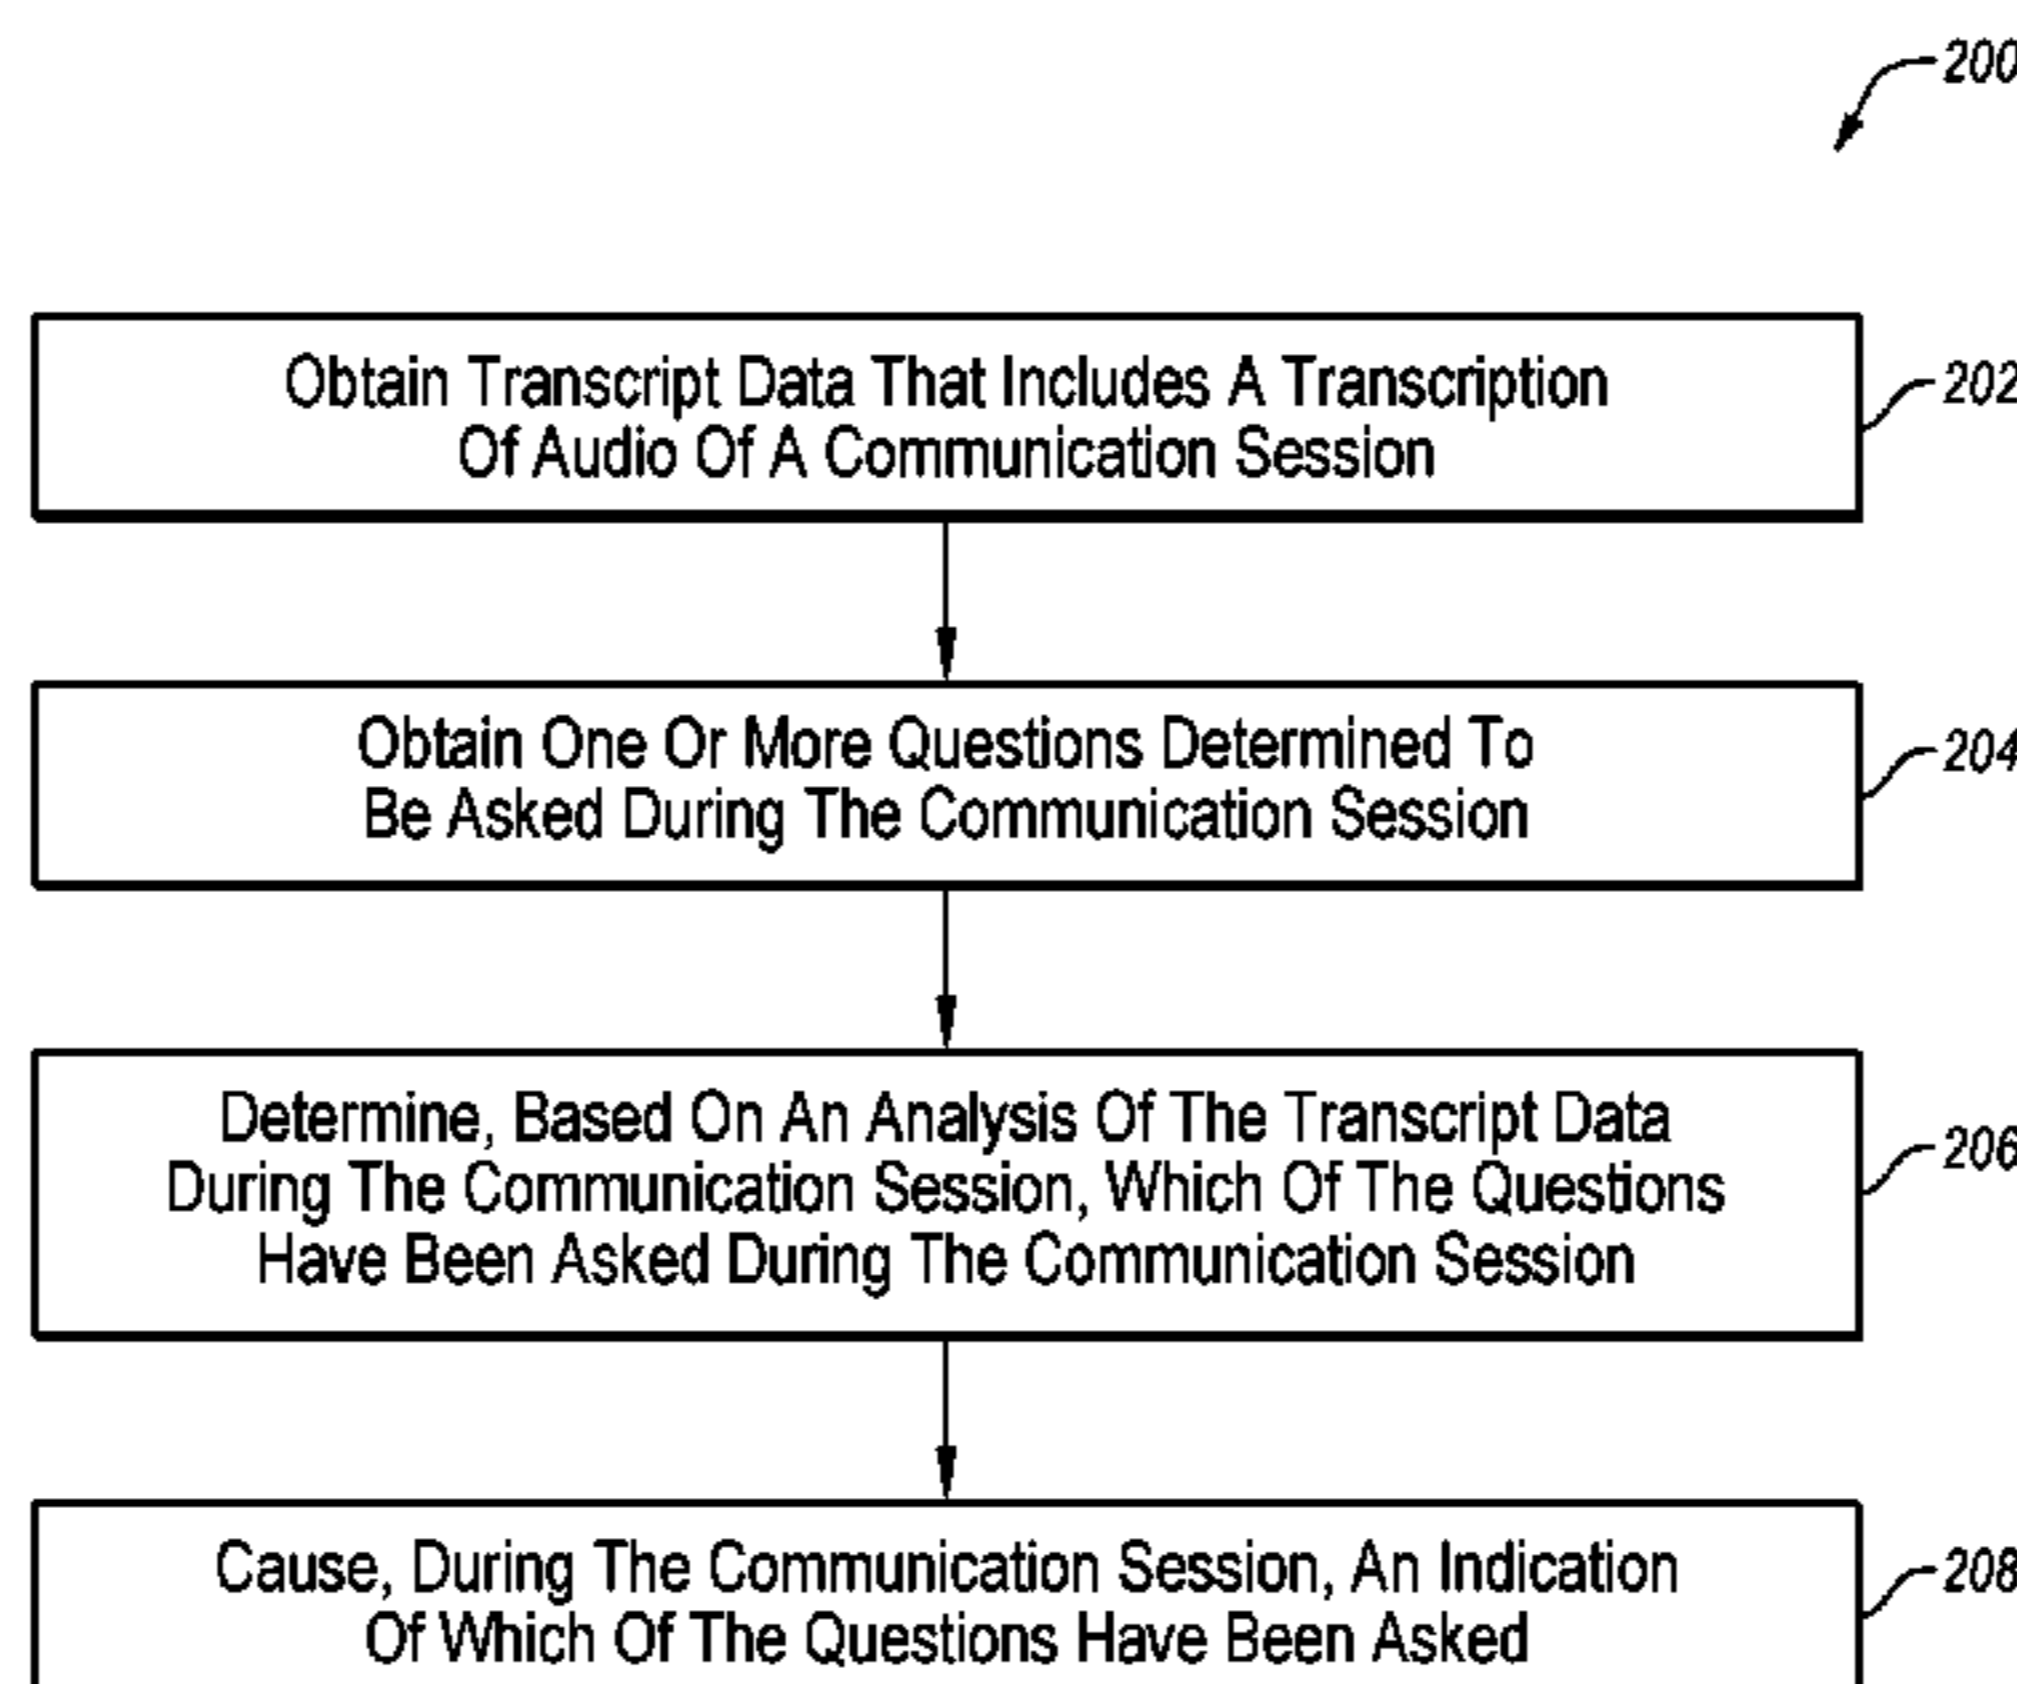 200
Obtain Transcript Data That Includes A Transcription
Of Audio Of A Communication Session
202
Obtain One Or More Questions Determined To
Be Asked During The Communication Session
204
Determine, Based On An Analysis Of The Transcript Data
During The Communication Session, Which Of The Questions
Have Been Asked During The Communication Session
206
Cause, During The Communication Session, An Indication
Of Which Of The Questions Have Been Asked
208